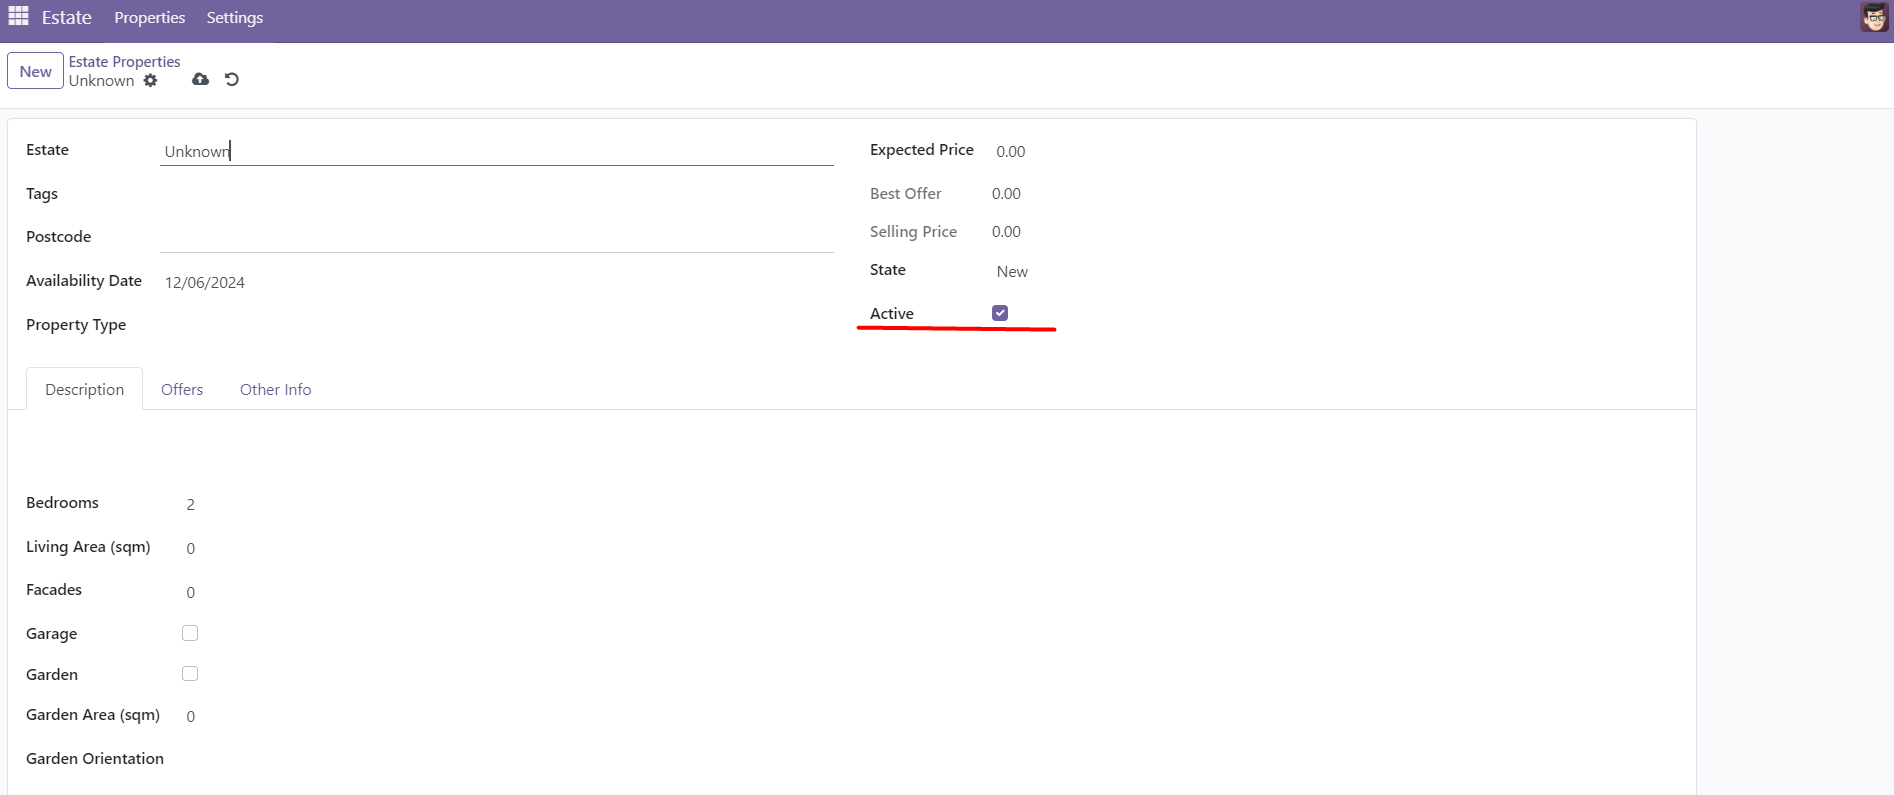 Estate Properties Settings
New
Estate Properties
Unknown
Estate Unknown
Tags
Postcode
Availability Date 12/06/2024
Property Type
Expected Price 0.00
Best Offer 0.00
Selling Price 0.00
State New
Active
Description Offers Other Info
Bedrooms 2
Living Area (sqm) 0
Facades 0
Garage
Garden
Garden Area (sqm) 0
Garden Orientation